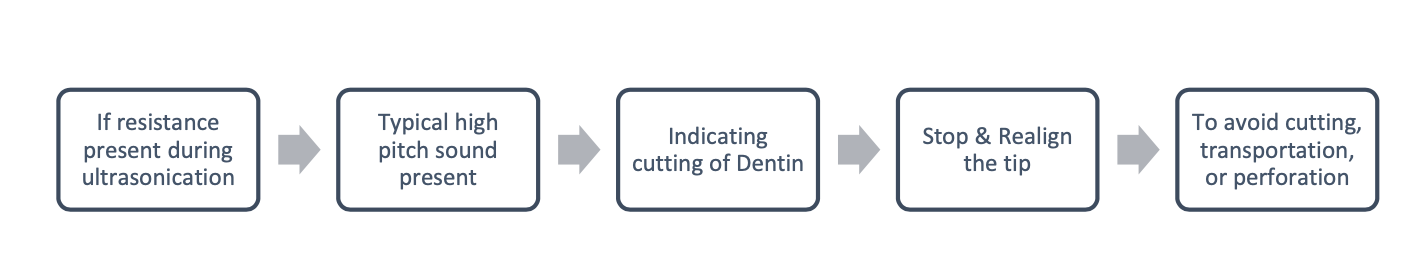 If resistance
present during
ultrasonication
Typical high
pitch sound
present
Indicating
cutting of Dentin
Stop & Realign
the tip
To avoid cutting,
transportation,
or perforation